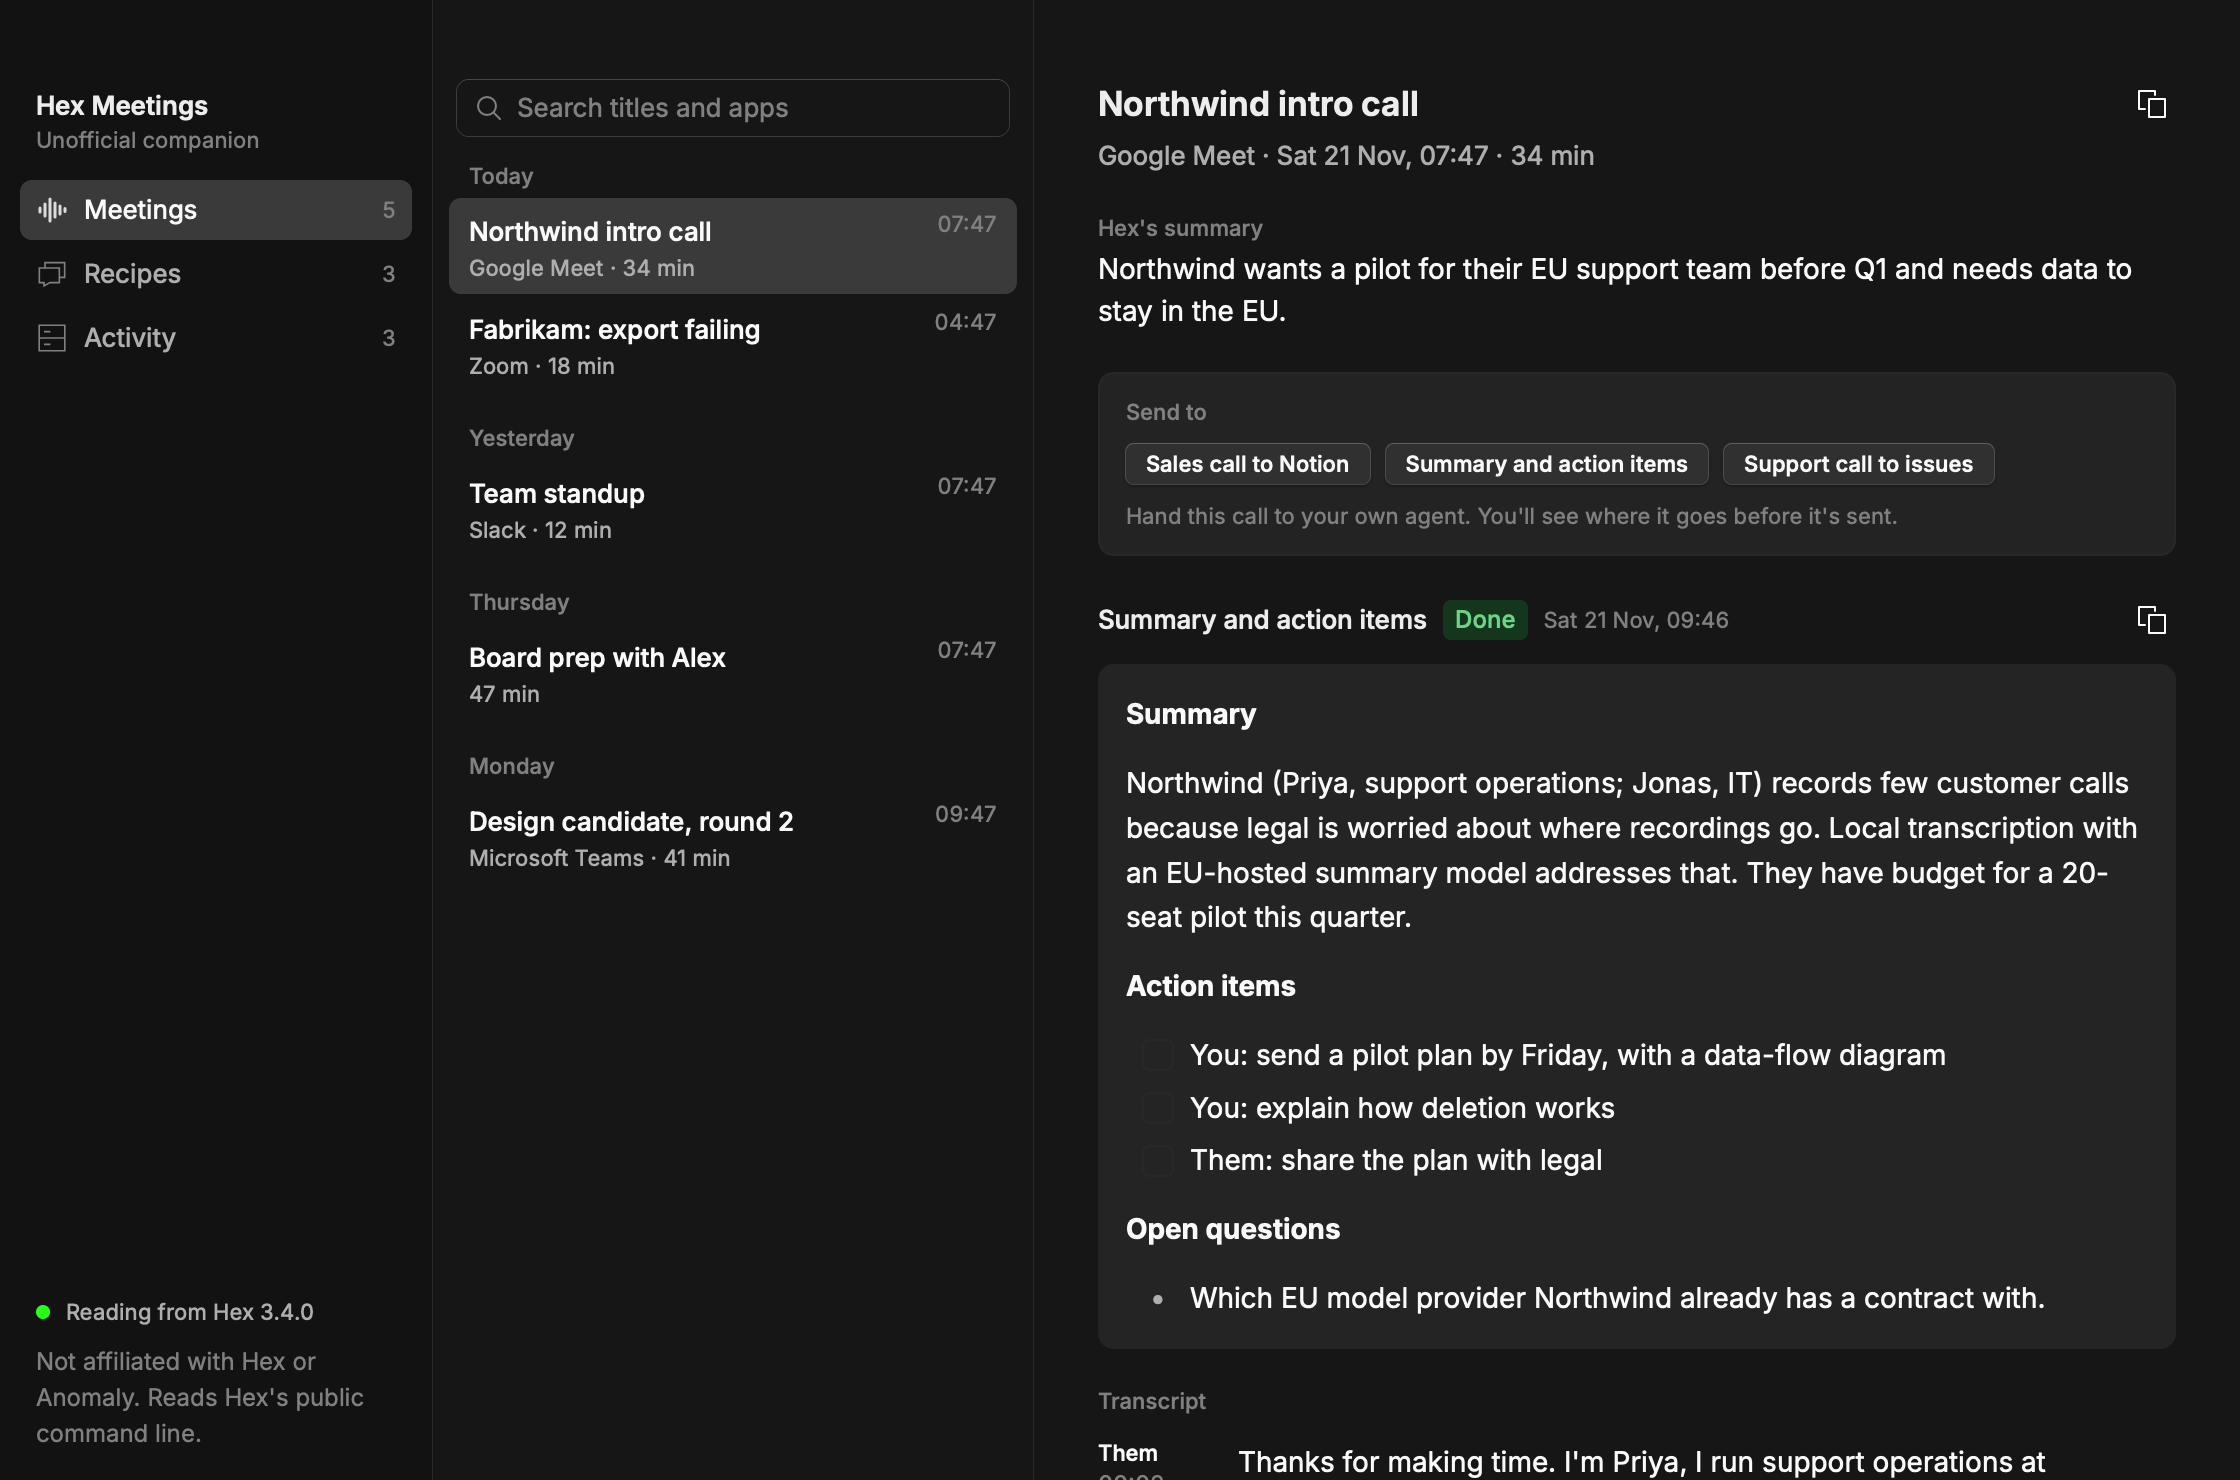 Hex Meetings
Unofficial companion
Meetings 5
Recipes 3
Activity 3
Reading from Hex 3.4.0
Not affiliated with Hex or
Anomaly. Reads Hex's public
command line.
Search titles and apps
Today
Northwind intro call 07:47
Google Meet · 34 min
Fabrikam: export failing 04:47
Zoom · 18 min
Yesterday
Team standup 07:47
Slack · 12 min
Thursday
Board prep with Alex 07:47
47 min
Monday
Design candidate, round 2 09:47
Microsoft Teams · 41 min
Northwind intro call
Google Meet · Sat 21 Nov, 07:47 · 34 min
Hex's summary
Northwind wants a pilot for their EU support team before Q1 and needs data to
stay in the EU.
Send to
Sales call to Notion Summary and action items Support call to issues
Hand this call to your own agent. You'll see where it goes before it's sent.
Summary and action items Done Sat 21 Nov, 09:46
Summary
Northwind (Priya, support operations; Jonas, IT) records few customer calls
because legal is worried about where recordings go. Local transcription with
an EU-hosted summary model addresses that. They have budget for a 20-
seat pilot this quarter.
Action items
You: send a pilot plan by Friday, with a data-flow diagram
You: explain how deletion works
Them: share the plan with legal
Open questions
• Which EU model provider Northwind already has a contract with.
Transcript
Them Thanks for making time. I'm Priya, I run support operations at